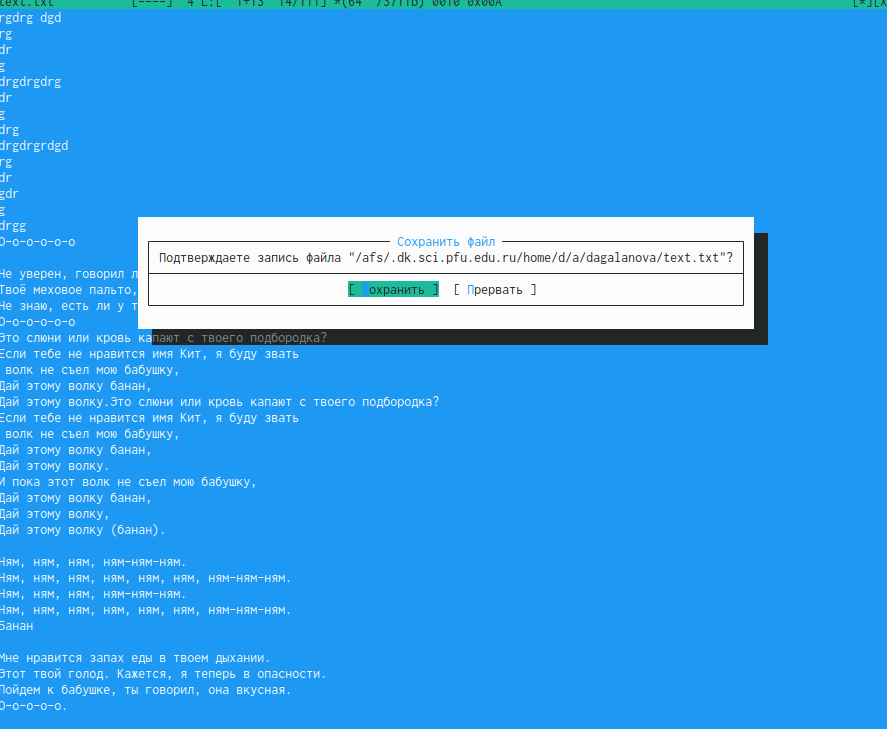 text.txt [----] 4 L:[ 1+13 14/111] *(64 /3711b) 0010 0x00A [*][X
rgdrg dgd
rg
dr
g
drgdrgdrg
dr
g
drg
drgdrgrdgd
rg
dr
gdr
g
drgg
О-о-о-о-о-о
Сохранить файл
Подтверждаете запись файла "/afs/.dk.sci.pfu.edu.ru/home/d/a/dagalanova/text.txt"?
[ Сохранить ] [ Прервать ]
Не уверен, говорил л
Твоё меховое пальто,
Не знаю, есть ли у т
О-о-о-о-о-о
Это слюни или кровь капают с твоего подбородка?
Если тебе не нравится имя Кит, я буду звать
волк не съел мою бабушку,
Дай этому волку банан,
Дай этому волку.Это слюни или кровь капают с твоего подбородка?
Если тебе не нравится имя Кит, я буду звать
волк не съел мою бабушку,
Дай этому волку банан,
Дай этому волку.
И пока этот волк не съел мою бабушку,
Дай этому волку банан,
Дай этому волку,
Дай этому волку (банан).
Ням, ням, ням, ням-ням-ням.
Ням, ням, ням, ням, ням, ням, ням-ням-ням.
Ням, ням, ням, ням-ням-ням.
Ням, ням, ням, ням, ням, ням, ням-ням-ням.
Банан
Мне нравится запах еды в твоем дыхании.
Этот твой голод. Кажется, я теперь в опасности.
Пойдем к бабушке, ты говорил, она вкусная.
О-о-о-о-о.